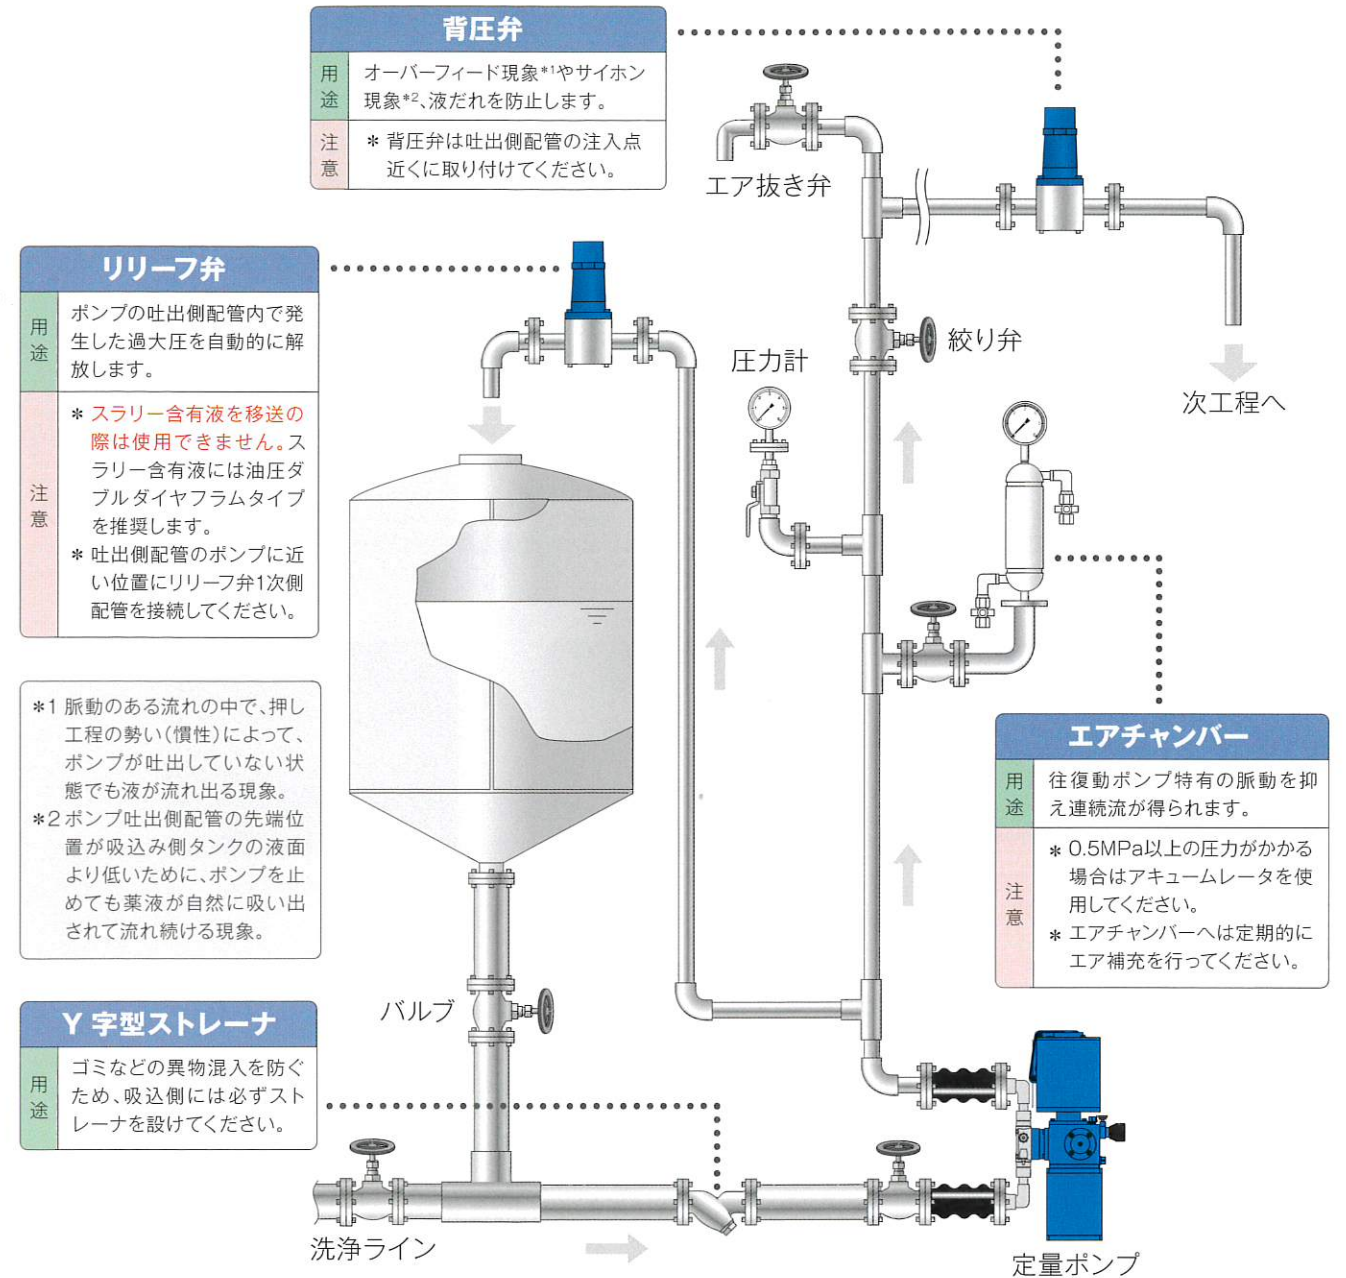 背圧弁
用途
オーバーフィード現象*1やサイホン
現象*2、液だれを防止します。
注意
* 背圧弁は吐出側配管の注入点
近くに取り付けてください。
エア抜き弁
リリーフ弁
用途
ポンプの吐出側配管内で発
生した過大圧を自動的に解
放します。
注意
* スラリー含有液を移送の
際は使用できません。ス
ラリー含有液には油圧ダ
ブルダイヤフラムタイプ
を推奨します。
* 吐出側配管のポンプに近
い位置にリリーフ弁1次側
配管を接続してください。
圧力計
絞り弁
次工程へ
*1 脈動のある流れの中で、押し
工程の勢い(慣性)によって、
ポンプが吐出していない状
態でも液が流れ出る現象。
*2 ポンプ吐出側配管の先端位
置が吸込み側タンクの液面
より低いために、ポンプを止
めても薬液が自然に吸い出
されて流れ続ける現象。
エアチャンバー
用途
往復動ポンプ特有の脈動を抑
え連続流が得られます。
注意
* 0.5MPa以上の圧力がかかる
場合はアキュームレータを使
用してください。
* エアチャンバーへは定期的に
エア補充を行ってください。
バルブ
Y字型ストレーナ
用途
ゴミなどの異物混入を防ぐ
ため、吸込側には必ずスト
レーナを設けてください。
洗浄ライン
定量ポンプ